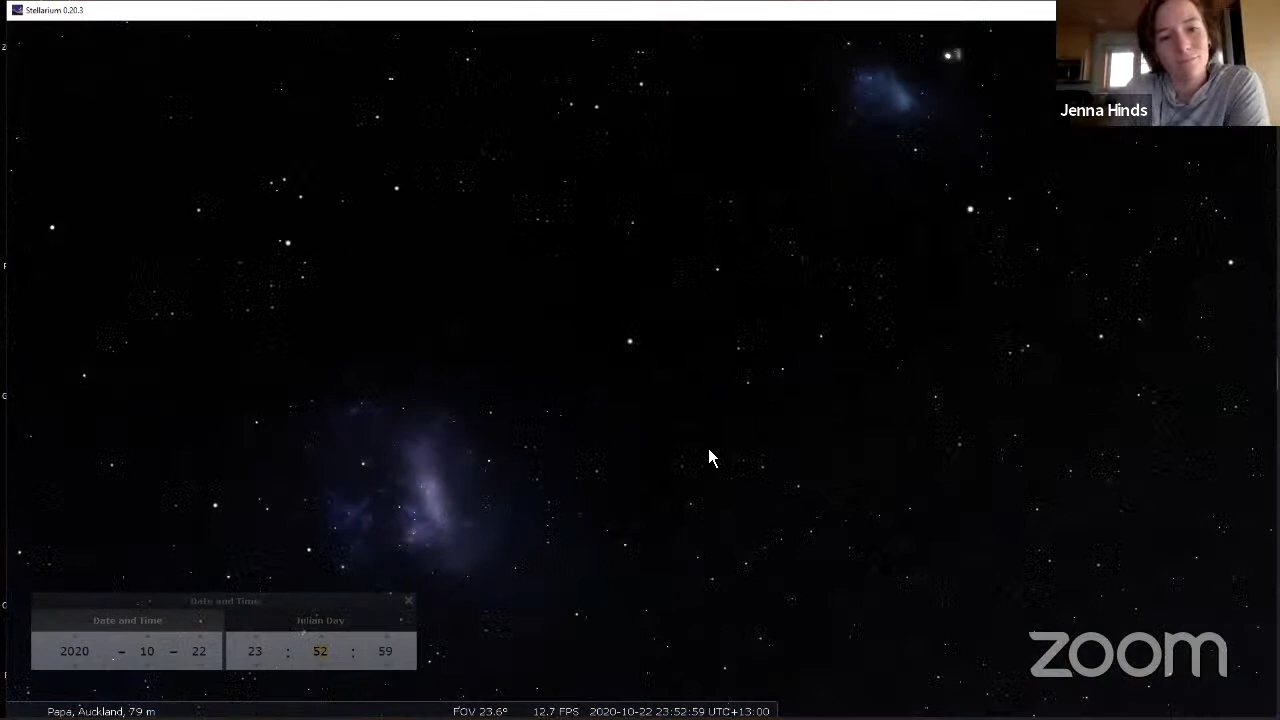 Stellarium 0.20.3
Jenna Hinds
Date and Time
Date and Time
Julian Day
2020 - 10 - 22
23 : 52 : 59
zoom
Papa, Auckland, 79 m
FOV 23.6°
12.7 FPS
2020-10-22 23:52:59 UTC+13:00